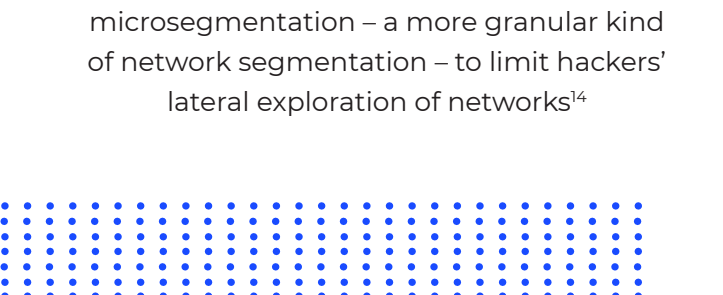 microsegmentation – a more granular kind
of network segmentation – to limit hackers’
lateral exploration of networks¹⁴